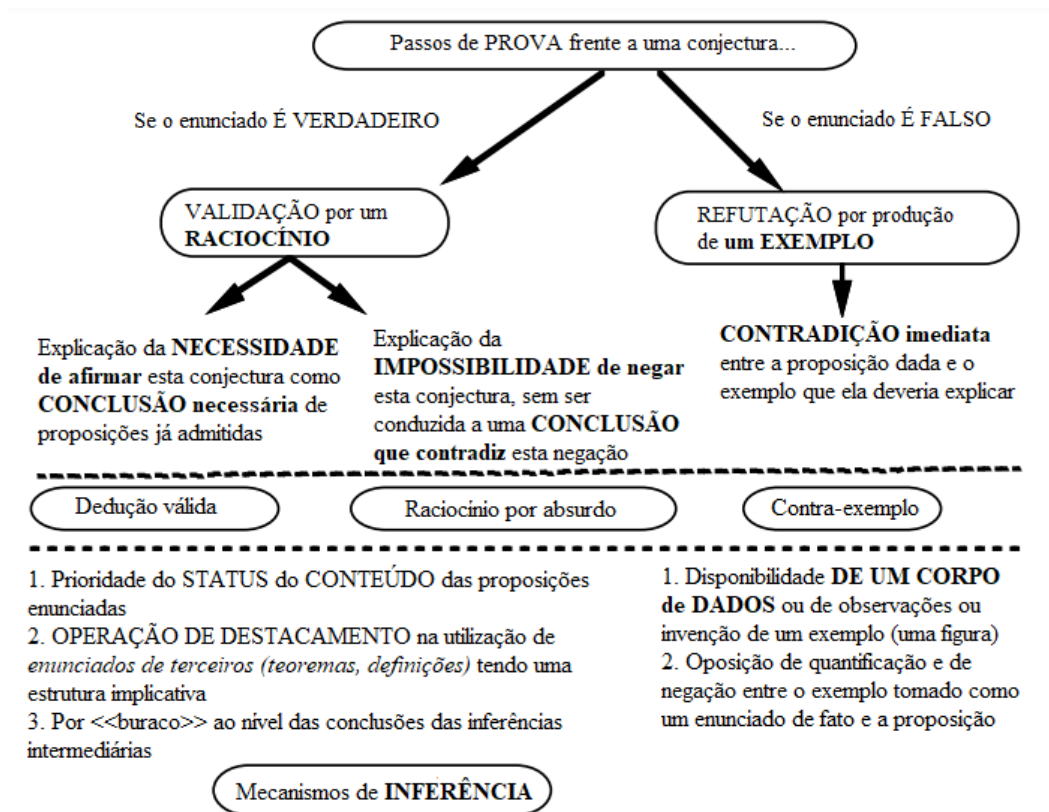 Passos de PROVA frente a uma conjectura...
Se o enunciado É VERDADEIRO
Se o enunciado É FALSO
VALIDAÇÃO por um
RACIOCÍNIO
REFUTAÇÃO por produção
de um EXEMPLO
Explicação da NECESSIDADE
de afirmar esta conjectura como
CONCLUSÃO necessária de
proposições já admitidas
Explicação da
IMPOSSIBILIDADE de negar
esta conjectura, sem ser
conduzida a uma CONCLUSÃO
que contradiz esta negação
CONTRADIÇÃO imediata
entre a proposição dada e o
exemplo que ela deveria explicar
Dedução válida
Raciocínio por absurdo
Contra-exemplo
1. Prioridade do STATUS do CONTEÚDO das proposições
enunciadas
2. OPERAÇÃO DE DESTACAMENTO na utilização de
enunciados de terceiros (teoremas, definições) tendo uma
estrutura implicativa
3. Por <<buraco>> ao nível das conclusões das inferências
intermediárias
1. Disponibilidade DE UM CORPO
de DADOS ou de observações ou
invenção de um exemplo (uma figura)
2. Oposição de quantificação e de
negação entre o exemplo tomado como
um enunciado de fato e a proposição
Mecanismos de INFERÊNCIA